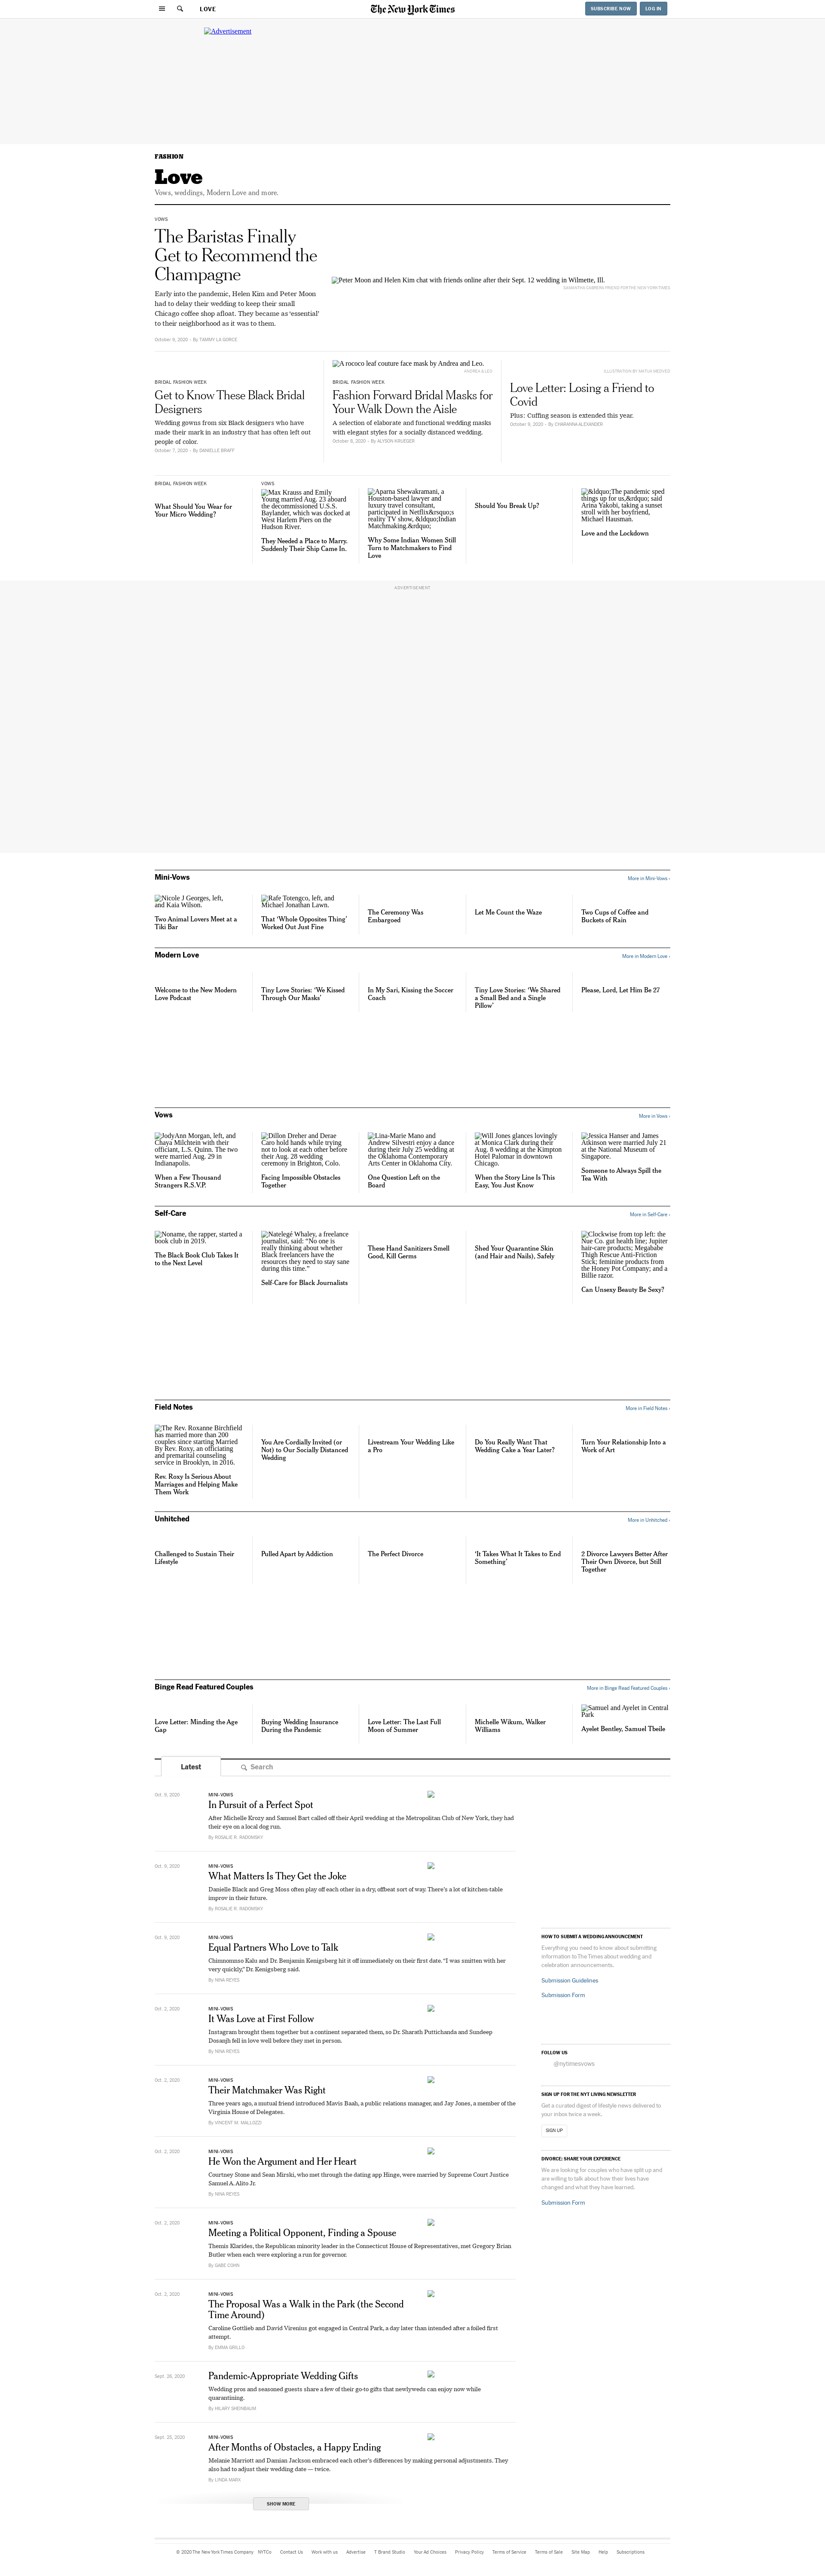 LOVE
The New York Times
SUBSCRIBE NOW
LOG IN
Advertisement
FASHION
Love
Vows, weddings, Modern Love and more.
VOWS
The Baristas Finally
Get to Recommend the
Champagne
Early into the pandemic, Helen Kim and Peter Moon
had to delay their wedding to keep their small
Chicago coffee shop afloat. They became as ‘essential’
to their neighborhood as it was to them.
October 9, 2020 - By TAMMY LA GORCE
Peter Moon and Helen Kim chat with friends online after their Sept. 12 wedding in Wilmette, Ill.
SAMANTHA CABRERA FRIEND FOR THE NEW YORK TIMES
BRIDAL FASHION WEEK
Get to Know These Black Bridal
Designers
Wedding gowns from six Black designers who have
made their mark in an industry that has often left out
people of color.
October 7, 2020 - By DANIELLE BRAFF
A rococo leaf couture face mask by Andrea and Leo.
ANDREA & LEO
BRIDAL FASHION WEEK
Fashion Forward Bridal Masks for
Your Walk Down the Aisle
A selection of elaborate and functional wedding masks
with elegant styles for a socially distanced wedding.
October 8, 2020 - By ALYSON KRUEGER
Love Letter: Losing a Friend to
Covid
Plus: Cuffing season is extended this year.
October 9, 2020 - By CHARANNA ALEXANDER
BRIDAL FASHION WEEK
What Should You Wear for
Your Micro Wedding?
VOWS
Max Krauss and Emily
Young married Aug. 23 aboard
the decommissioned U.S.S.
Baylander, which was docked at
West Harlem Piers on the
Hudson River.
They Needed a Place to Marry.
Suddenly Their Ship Came In.
Aparna Shewakramani, a
Houston-based lawyer and
luxury travel consultant,
participated in Netflix&rsquo;s
reality TV show, &ldquo;Indian
Matchmaking.&rdquo;
Why Some Indian Women Still
Turn to Matchmakers to Find
Love
Should You Break Up?
&ldquo;The pandemic sped
things up for us,&rdquo; said
Arina Yakobi, taking a sunset
stroll with her boyfriend,
Michael Hausman.
Love and the Lockdown
ADVERTISEMENT
Mini-Vows
More in Mini-Vows ›
Nicole J Georges, left,
and Kaia Wilson.
Two Animal Lovers Meet at a
Tiki Bar
Rafe Totengco, left, and
Michael Jonathan Lawn.
That ‘Whole Opposites Thing’
Worked Out Just Fine
The Ceremony Was
Embargoed
Let Me Count the Waze
Two Cups of Coffee and
Buckets of Rain
Modern Love
More in Modern Love ›
Welcome to the New Modern
Love Podcast
Tiny Love Stories: ‘We Kissed
Through Our Masks’
In My Sari, Kissing the Soccer
Coach
Tiny Love Stories: ‘We Shared
a Small Bed and a Single
Pillow’
Please, Lord, Let Him Be 27
Vows
More in Vows ›
JodyAnn Morgan, left, and
Chaya Milchtein with their
officiant, L.S. Quinn. The two
were married Aug. 29 in
Indianapolis.
When a Few Thousand
Strangers R.S.V.P.
Dillon Dreher and Derae
Caro hold hands while trying
not to look at each other before
their Aug. 28 wedding
ceremony in Brighton, Colo.
Facing Impossible Obstacles
Together
Lina-Marie Mano and
Andrew Silvestri enjoy a dance
during their July 25 wedding at
the Oklahoma Contemporary
Arts Center in Oklahoma City.
One Question Left on the
Board
Will Jones glances lovingly
at Monica Clark during their
Aug. 8 wedding at the Kimpton
Hotel Palomar in downtown
Chicago.
When the Story Line Is This
Easy, You Just Know
Jessica Hanser and James
Atkinson were married July 21
at the National Museum of
Singapore.
Someone to Always Spill the
Tea With
Self-Care
More in Self-Care ›
Noname, the rapper, started a
book club in 2019.
The Black Book Club Takes It
to the Next Level
Natelegé Whaley, a freelance
journalist, said: “No one is
really thinking about whether
Black freelancers have the
resources they need to stay sane
during this time.”
Self-Care for Black Journalists
These Hand Sanitizers Smell
Good, Kill Germs
Shed Your Quarantine Skin
(and Hair and Nails), Safely
Clockwise from top left: the
Nue Co. gut health line; Jupiter
hair-care products; Megababe
Thigh Rescue Anti-Friction
Stick; feminine products from
the Honey Pot Company; and a
Billie razor.
Can Unsexy Beauty Be Sexy?
Field Notes
More in Field Notes ›
The Rev. Roxanne Birchfield
has married more than 200
couples since starting Married
By Rev. Roxy, an officiating
and premarital counseling
service in Brooklyn, in 2016.
Rev. Roxy Is Serious About
Marriages and Helping Make
Them Work
You Are Cordially Invited (or
Not) to Our Socially Distanced
Wedding
Livestream Your Wedding Like
a Pro
Do You Really Want That
Wedding Cake a Year Later?
Turn Your Relationship Into a
Work of Art
Unhitched
More in Unhitched ›
Challenged to Sustain Their
Lifestyle
Pulled Apart by Addiction
The Perfect Divorce
‘It Takes What It Takes to End
Something’
2 Divorce Lawyers Better After
Their Own Divorce, but Still
Together
Binge Read Featured Couples
More in Binge Read Featured Couples ›
Love Letter: Minding the Age
Gap
Buying Wedding Insurance
During the Pandemic
Love Letter: The Last Full
Moon of Summer
Michelle Wikum, Walker
Williams
Samuel and Ayelet in Central
Park
Ayelet Bentley, Samuel Tbeile
Latest
Search
Oct. 9, 2020
MINI-VOWS
In Pursuit of a Perfect Spot
After Michelle Krozy and Samuel Bart called off their April wedding at the Metropolitan Club of New York, they had
their eye on a local dog run.
By ROSALIE R. RADOMSKY
Oct. 9, 2020
MINI-VOWS
What Matters Is They Get the Joke
Danielle Black and Greg Moss often play off each other in a dry, offbeat sort of way. There’s a lot of kitchen-table
improv in their future.
By ROSALIE R. RADOMSKY
Oct. 9, 2020
MINI-VOWS
Equal Partners Who Love to Talk
Chimnomnso Kalu and Dr. Benjamin Kenigsberg hit it off immediately on their first date. “I was smitten with her
very quickly,” Dr. Kenigsberg said.
By NINA REYES
Oct. 2, 2020
MINI-VOWS
It Was Love at First Follow
Instagram brought them together but a continent separated them, so Dr. Sharath Puttichanda and Sundeep
Dosanjh fell in love well before they met in person.
By NINA REYES
Oct. 2, 2020
MINI-VOWS
Their Matchmaker Was Right
Three years ago, a mutual friend introduced Mavis Baah, a public relations manager, and Jay Jones, a member of the
Virginia House of Delegates.
By VINCENT M. MALLOZZI
Oct. 2, 2020
MINI-VOWS
He Won the Argument and Her Heart
Courtney Stone and Sean Mirski, who met through the dating app Hinge, were married by Supreme Court Justice
Samuel A. Alito Jr.
By NINA REYES
Oct. 2, 2020
MINI-VOWS
Meeting a Political Opponent, Finding a Spouse
Themis Klarides, the Republican minority leader in the Connecticut House of Representatives, met Gregory Brian
Butler when each were exploring a run for governor.
By GABE COHN
Oct. 2, 2020
MINI-VOWS
The Proposal Was a Walk in the Park (the Second
Time Around)
Caroline Gottlieb and David Virenius got engaged in Central Park, a day later than intended after a foiled first
attempt.
By EMMA GRILLO
Sept. 26, 2020
Pandemic-Appropriate Wedding Gifts
Wedding pros and seasoned guests share a few of their go-to gifts that newlyweds can enjoy now while
quarantining.
By HILARY SHEINBAUM
Sept. 25, 2020
MINI-VOWS
After Months of Obstacles, a Happy Ending
Melanie Marriott and Damian Jackson embraced each other’s differences by making personal adjustments. They
also had to adjust their wedding date — twice.
By LINDA MARX
SHOW MORE
HOW TO SUBMIT A WEDDING ANNOUNCEMENT
Everything you need to know about submitting
information to The Times about wedding and
celebration announcements.
Submission Guidelines
Submission Form
FOLLOW US
@nytimesvows
SIGN UP FOR THE NYT LIVING NEWSLETTER
Get a curated digest of lifestyle news delivered to
your inbox twice a week.
SIGN UP
DIVORCE: SHARE YOUR EXPERIENCE
We are looking for couples who have split up and
are willing to talk about how their lives have
changed and what they have learned.
Submission Form
© 2020 The New York Times Company NYTCo Contact Us Work with us Advertise T Brand Studio Your Ad Choices Privacy Policy Terms of Service Terms of Sale Site Map Help Subscriptions